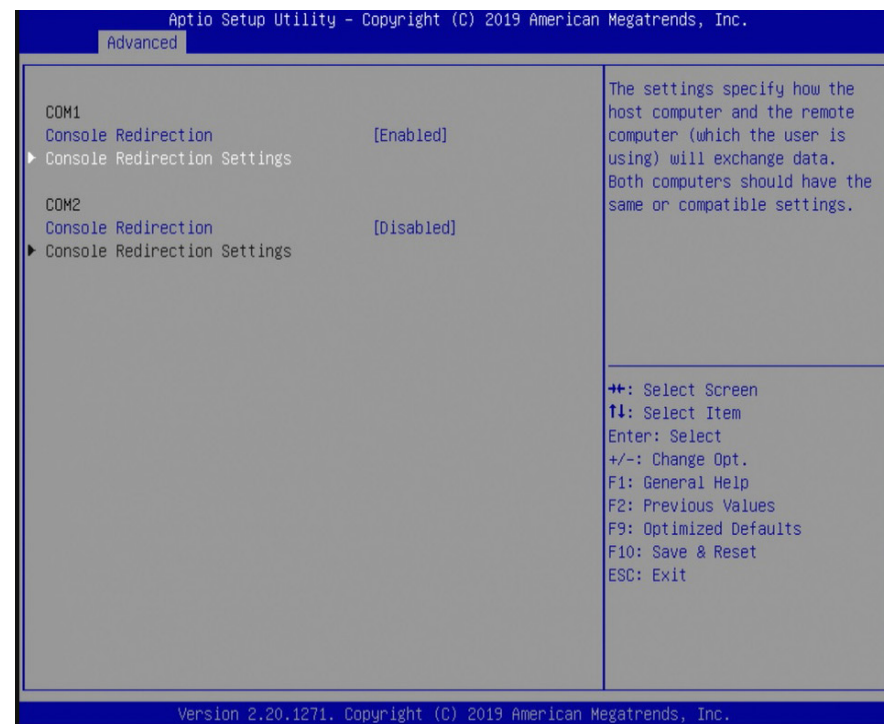 Aptio Setup Utility – Copyright (C) 2019 American Megatrends, Inc.
Advanced
COM1
Console Redirection [Enabled]
Console Redirection Settings
COM2
Console Redirection [Disabled]
Console Redirection Settings
The settings specify how the
host computer and the remote
computer (which the user is
using) will exchange data.
Both computers should have the
same or compatible settings.
→←: Select Screen
↑↓: Select Item
Enter: Select
+/-: Change Opt.
F1: General Help
F2: Previous Values
F9: Optimized Defaults
F10: Save & Reset
ESC: Exit
Version 2.20.1271. Copyright (C) 2019 American Megatrends, Inc.